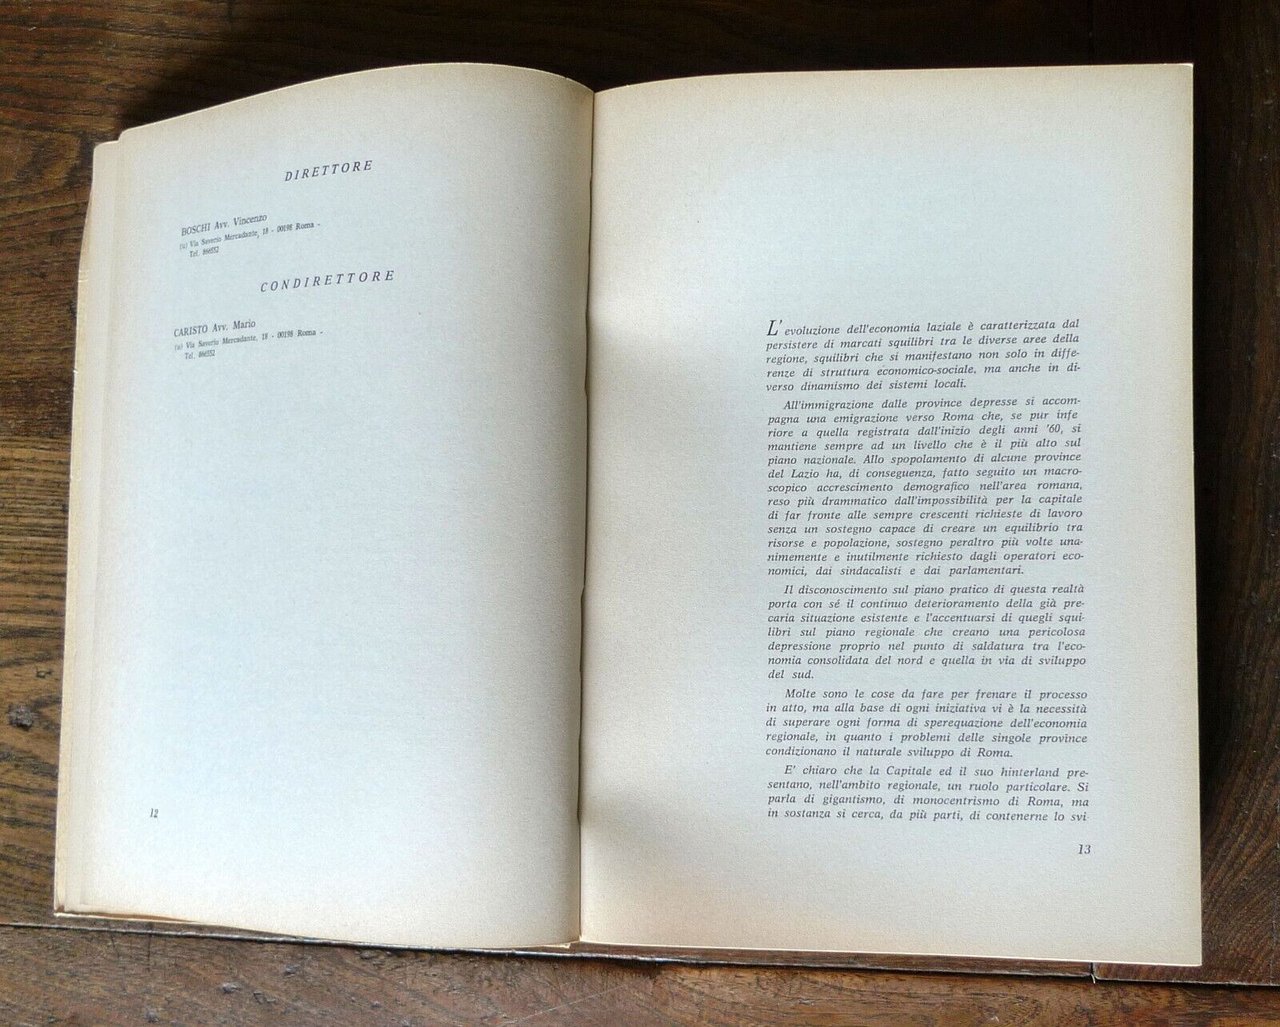 DIRETTORE
BOSCHI Avv. Vincenzo
(u) Via Saverio Mercadante, 18 - 00198 Roma -
Tel. 866552
CONDIRETTORE
CARISTO Avv. Mario
(u) Via Saverio Mercadante, 18 - 00198 Roma -
Tel. 866552
12
L'evoluzione dell'economia laziale è caratterizzata dal
persistere di marcati squilibri tra le diverse aree della
regione, squilibri che si manifestano non solo in diffe-
renze di struttura economico-sociale, ma anche in di-
verso dinamismo dei sistemi locali.
All'immigrazione dalle province depresse si accom-
pagna una emigrazione verso Roma che, se pur infe
riore a quella registrata dall'inizio degli anni '60, si
mantiene sempre ad un livello che è il più alto sul
piano nazionale. Allo spopolamento di alcune province
del Lazio ha, di conseguenza, fatto seguito un macro-
scopico accrescimento demografico nell'area romana,
reso più drammatico dall'impossibilità per la capitale
di far fronte alle sempre crescenti richieste di lavoro
senza un sostegno capace di creare un equilibrio tra
risorse e popolazione, sostegno peraltro più volte una-
nimemente e inutilmente richiesto dagli operatori eco-
nomici, dai sindacalisti e dai parlamentari.
Il disconoscimento sul piano pratico di questa realtà
porta con sé il continuo deterioramento della già pre-
caria situazione esistente e l'accentuarsi di quegli squi-
libri sul piano regionale che creano una pericolosa
depressione proprio nel punto di saldatura tra l'eco-
nomia consolidata del nord e quella in via di sviluppo
del sud.
Molte sono le cose da fare per frenare il processo
in atto, ma alla base di ogni iniziativa vi è la necessità
di superare ogni forma di sperequazione dell'economia
regionale, in quanto i problemi delle singole province
condizionano il naturale sviluppo di Roma.
E' chiaro che la Capitale ed il suo hinterland pre-
sentano, nell'ambito regionale, un ruolo particolare. Si
parla di gigantismo, di monocentrismo di Roma, ma
in sostanza si cerca, da più parti, di contenerne lo svi-
13